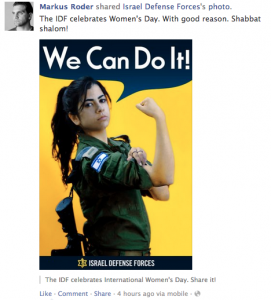 Markus Roder shared Israel Defense Forces's photo.
The IDF celebrates Women's Day. With good reason. Shabbat
shalom!
We Can Do It!
ISRAEL DEFENSE FORCES
The IDF celebrates International Women's Day. Share it!
Like · Comment · Share · 4 hours ago via mobile ·